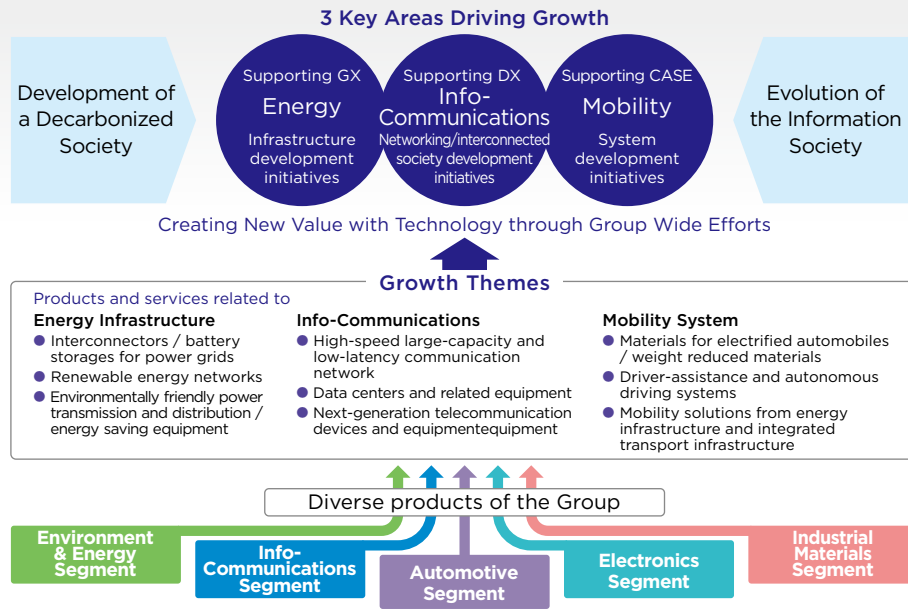 3 Key Areas Driving Growth
Development of
a Decarbonized
Society
Supporting GX
Energy
Infrastructure
development
initiatives
Supporting DX
Info-
Communications
Networking/interconnected
society development
initiatives
Supporting CASE
Mobility
System
development
initiatives
Evolution of
the Information
Society
Creating New Value with Technology through Group Wide Efforts
Growth Themes
Products and services related to
Energy Infrastructure
● Interconnectors / battery
storages for power grids
● Renewable energy networks
● Environmentally friendly power
transmission and distribution /
energy saving equipment
Info-Communications
● High-speed large-capacity and
low-latency communication
network
● Data centers and related equipment
● Next-generation telecommunication
devices and equipmentequipment
Mobility System
● Materials for electrified automobiles
/ weight reduced materials
● Driver-assistance and autonomous
driving systems
● Mobility solutions from energy
infrastructure and integrated
transport infrastructure
Diverse products of the Group
Environment
& Energy
Segment
Info-
Communications
Segment
Automotive
Segment
Electronics
Segment
Industrial
Materials
Segment